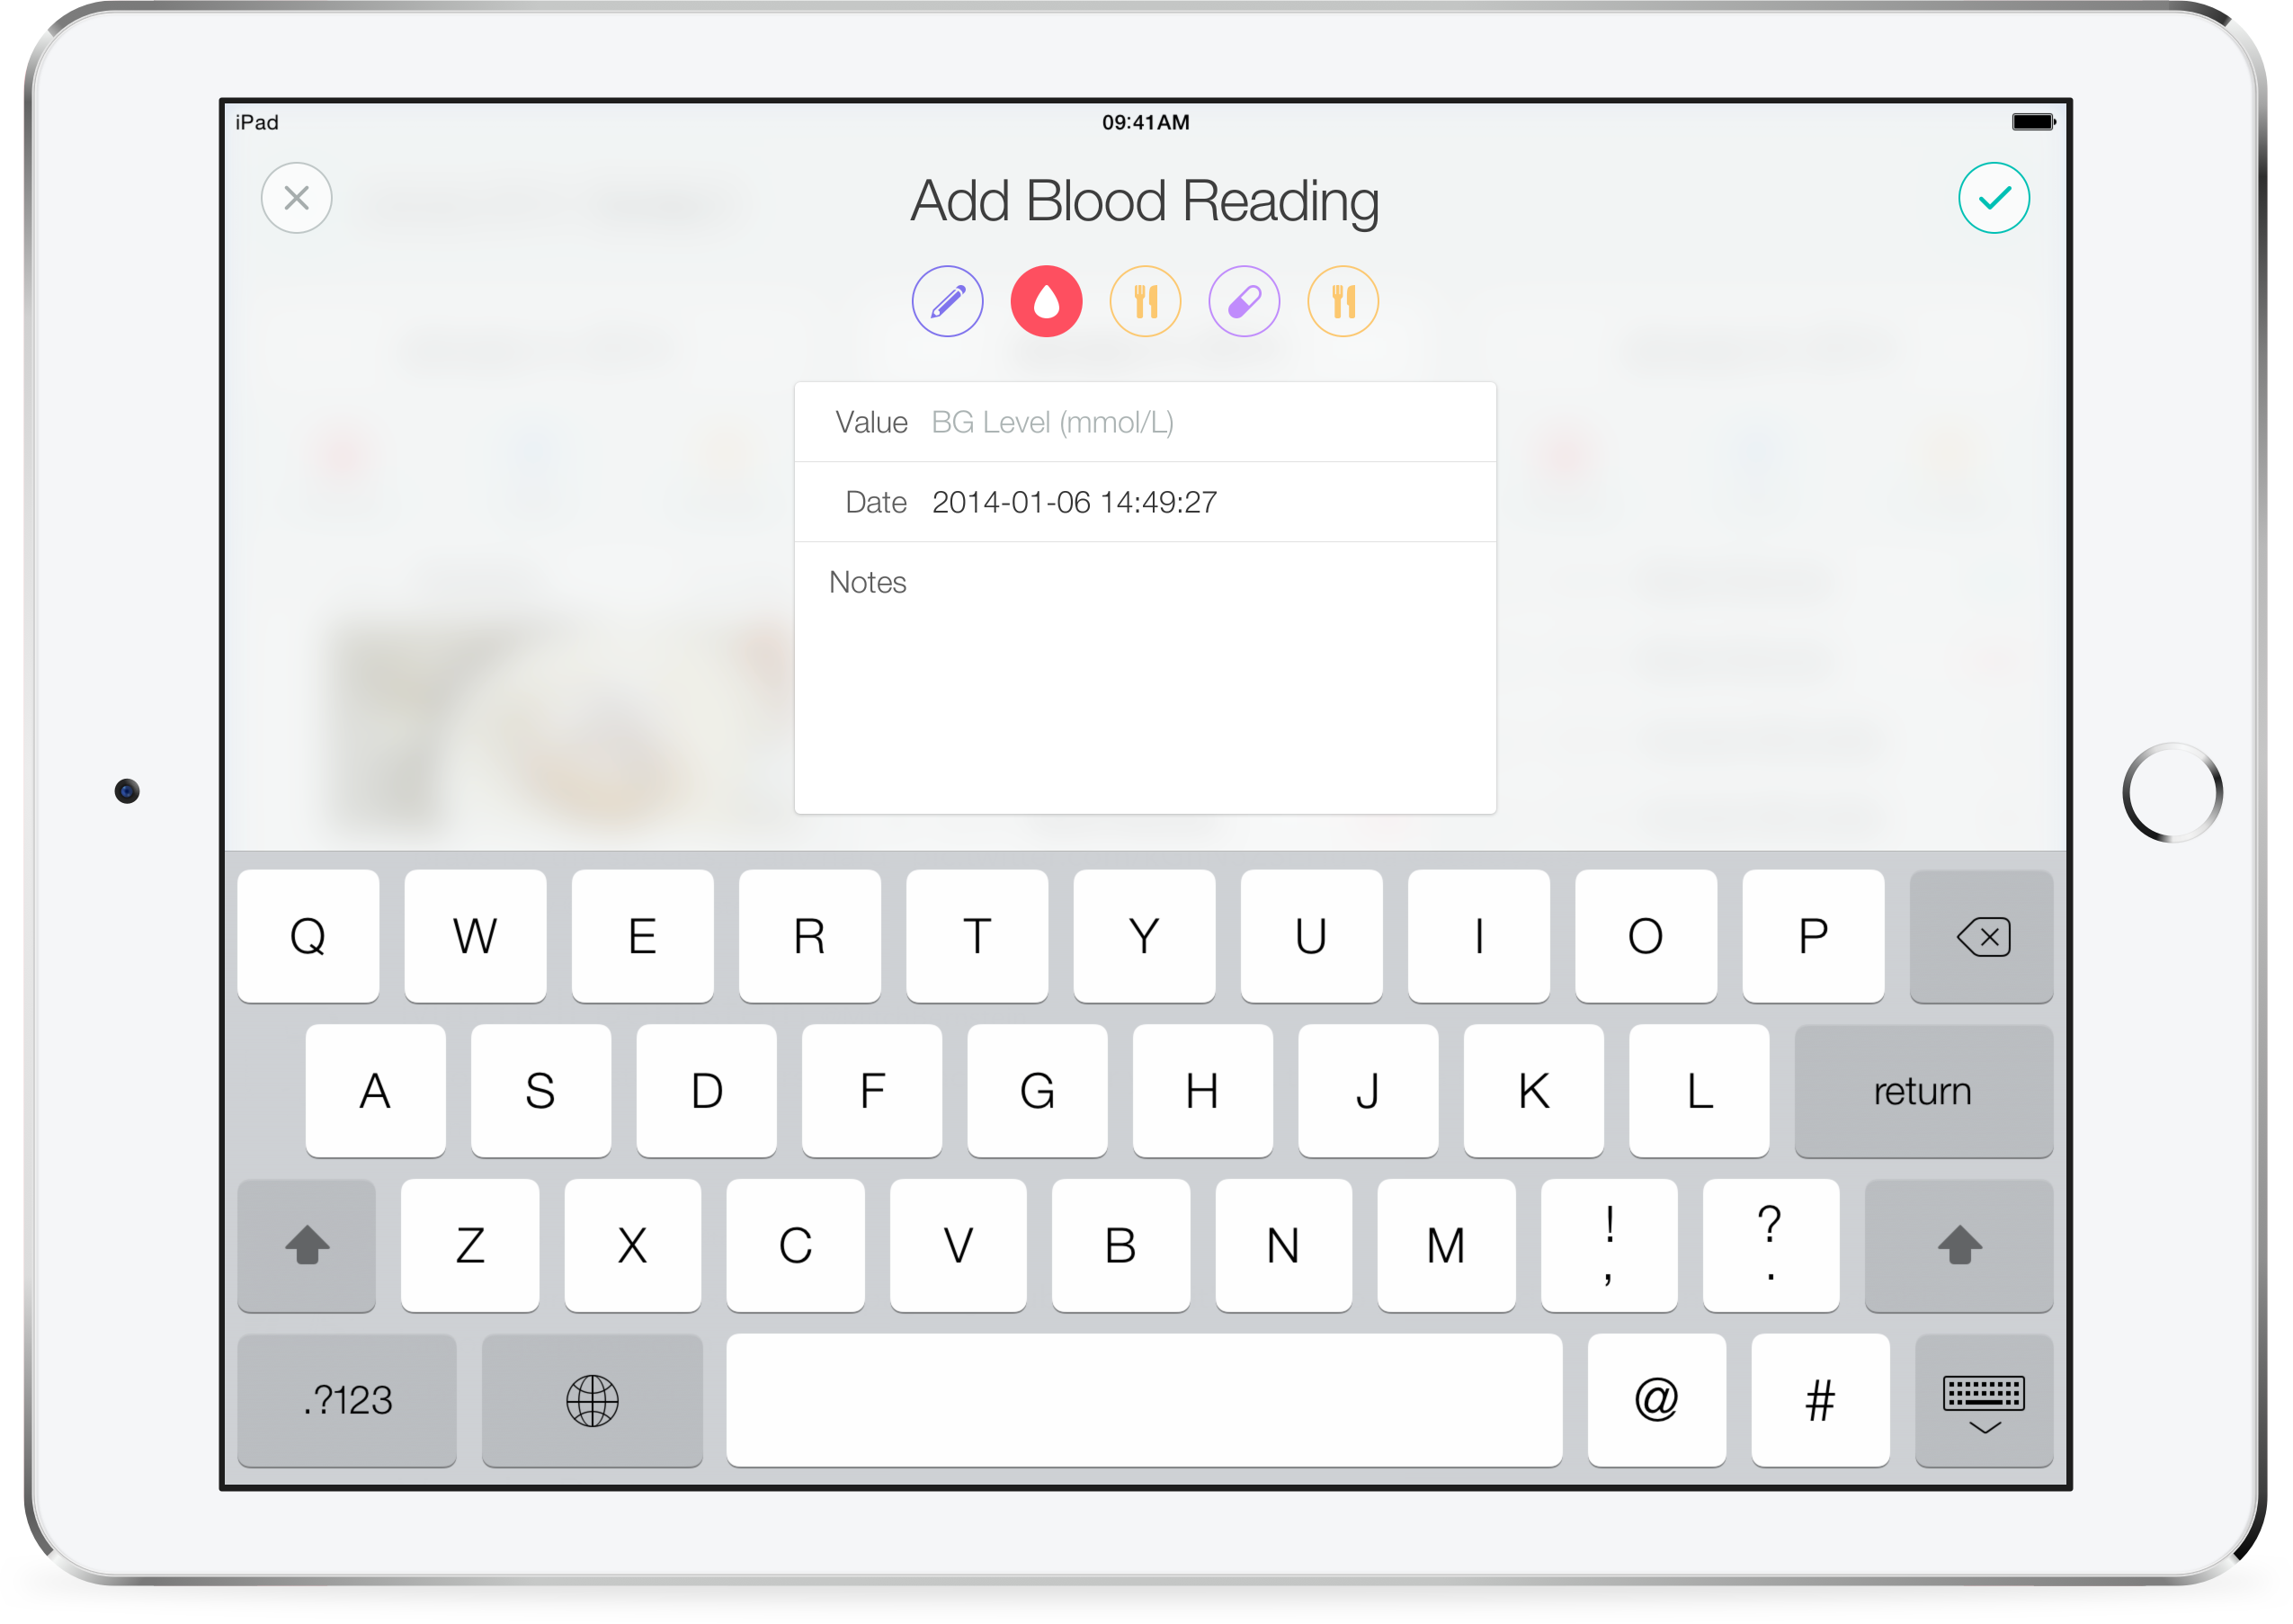 iPad 09:41AM
Add Blood Reading
Value BG Level (mmol/L)
Date 2014-01-06 14:49:27
Notes
Q W E R T Y U I O P
A S D F G H J K L return
Z X C V B N M ! , ? .
.?123 @ #